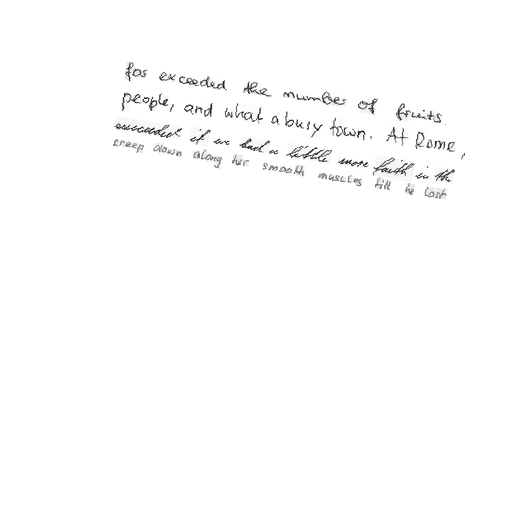 far exceeded the number of fruits.
people, and what a busy town. At Rome,
succeeded if we had a little more faith in the
creep down along her smooth muscles till he lost